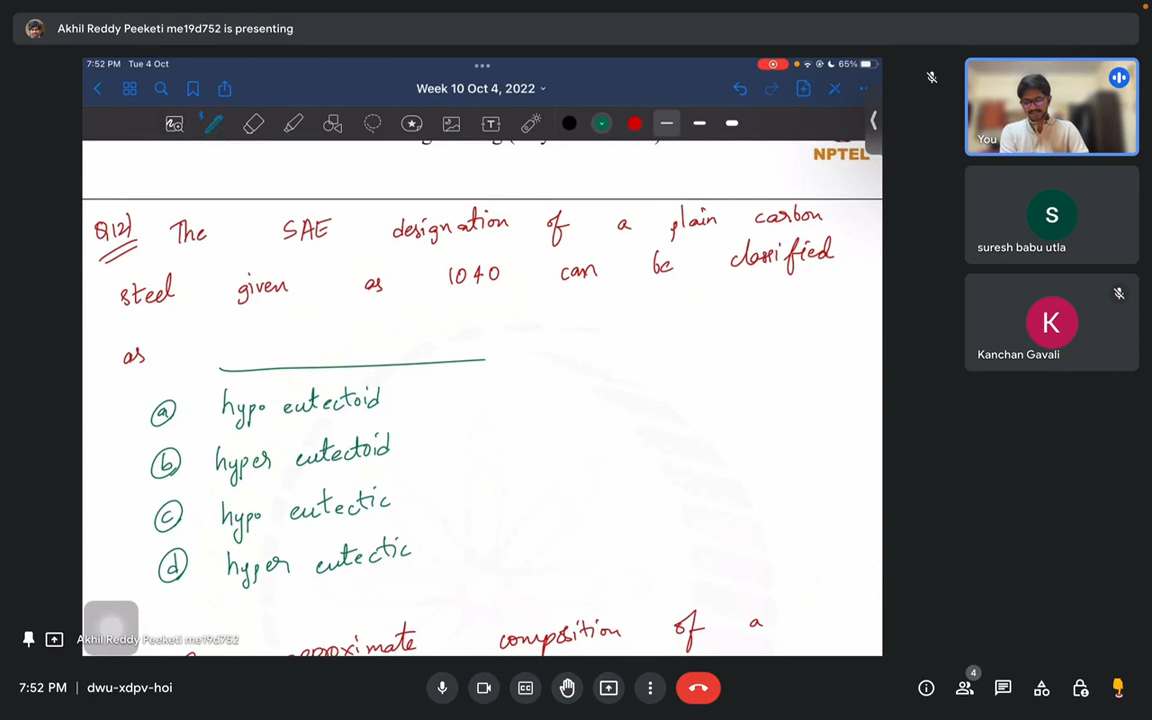 Akhil Reddy Peeketi me19d752 is presenting
7:52 PM Tue 4 Oct
65%
Week 10 Oct 4, 2022
NPTEL
Q12) The SAE designation of a plain carbon
steel given as 1040 can be classified
as
(a) hypo eutectoid
(b) hyper eutectoid
(c) hypo eutectic
(d) hyper eutectic
approximate composition of a
You
S
suresh babu utla
K
Kanchan Gavali
Akhil Reddy Peeketi me19d752
7:52 PM | dwu-xdpv-hoi
4